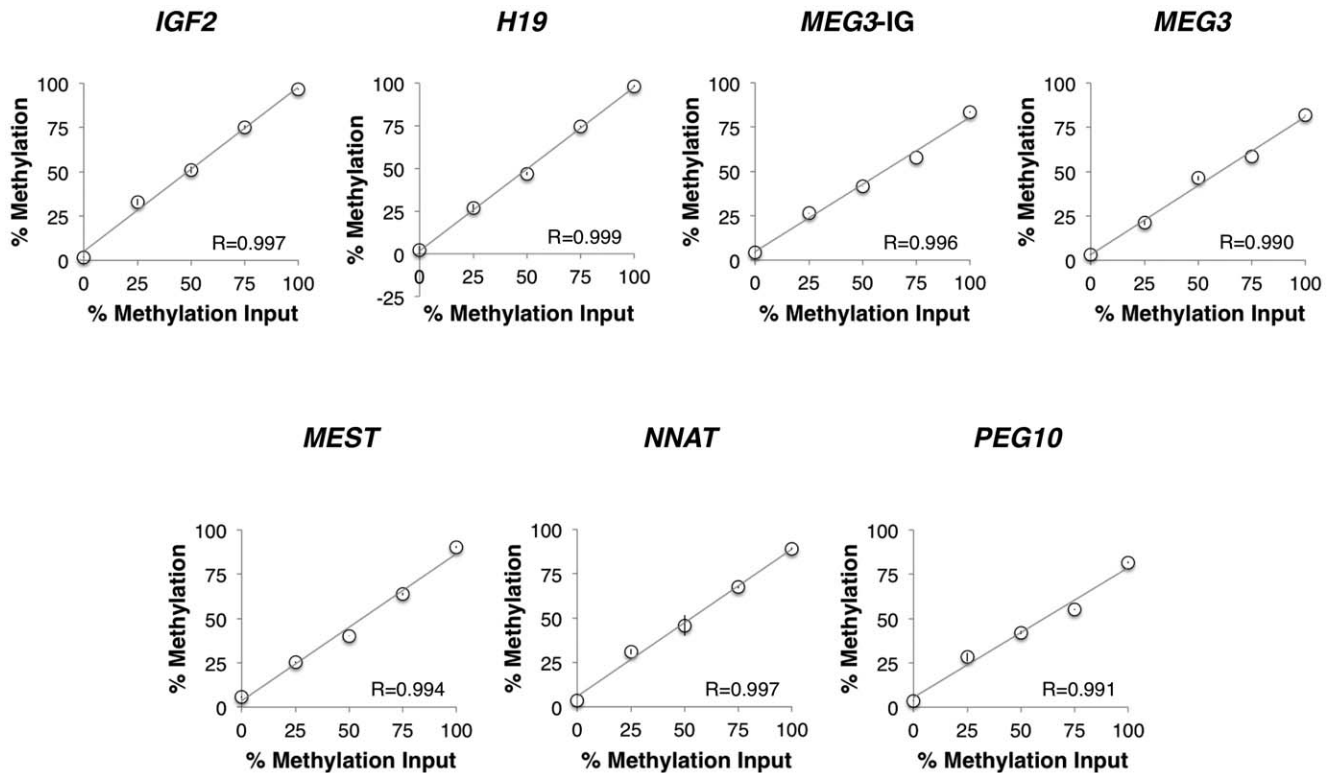 IGF2 H19 MEG3-IG MEG3
% Methylation
100
75
50
25
0
R=0.997
0 25 50 75 100
% Methylation Input
% Methylation
100
75
50
25
0
-25
R=0.999
0 25 50 75 100
% Methylation Input
% Methylation
100
75
50
25
0
R=0.996
0 25 50 75 100
% Methylation Input
% Methylation
100
75
50
25
0
R=0.990
0 25 50 75 100
% Methylation Input
MEST NNAT PEG10
% Methylation
100
75
50
25
0
R=0.994
0 25 50 75 100
% Methylation Input
% Methylation
100
75
50
25
0
R=0.997
0 25 50 75 100
% Methylation Input
% Methylation
100
75
50
25
0
R=0.991
0 25 50 75 100
% Methylation Input